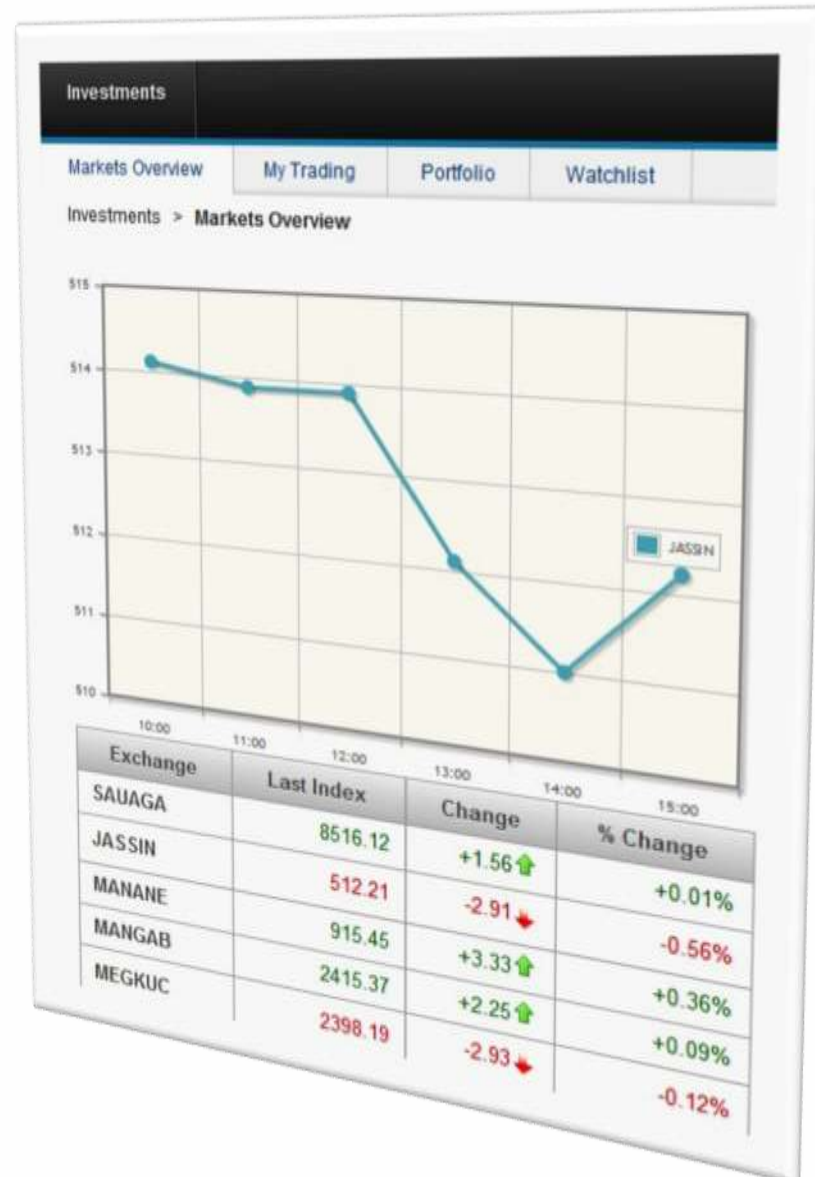 Investments
Markets Overview My Trading Portfolio Watchlist
Investments > Markets Overview
515
514
513
512
511
510
JASSIN
10:00 11:00 12:00 13:00 14:00 15:00
Exchange Last Index Change % Change
SAUAGA 8516.12 +1.56 +0.01%
JASSIN 512.21 -2.91 -0.56%
MANANE 915.45 +3.33 +0.36%
MANGAB 2415.37 +2.25 +0.09%
MEGKUC 2398.19 -2.93 -0.12%